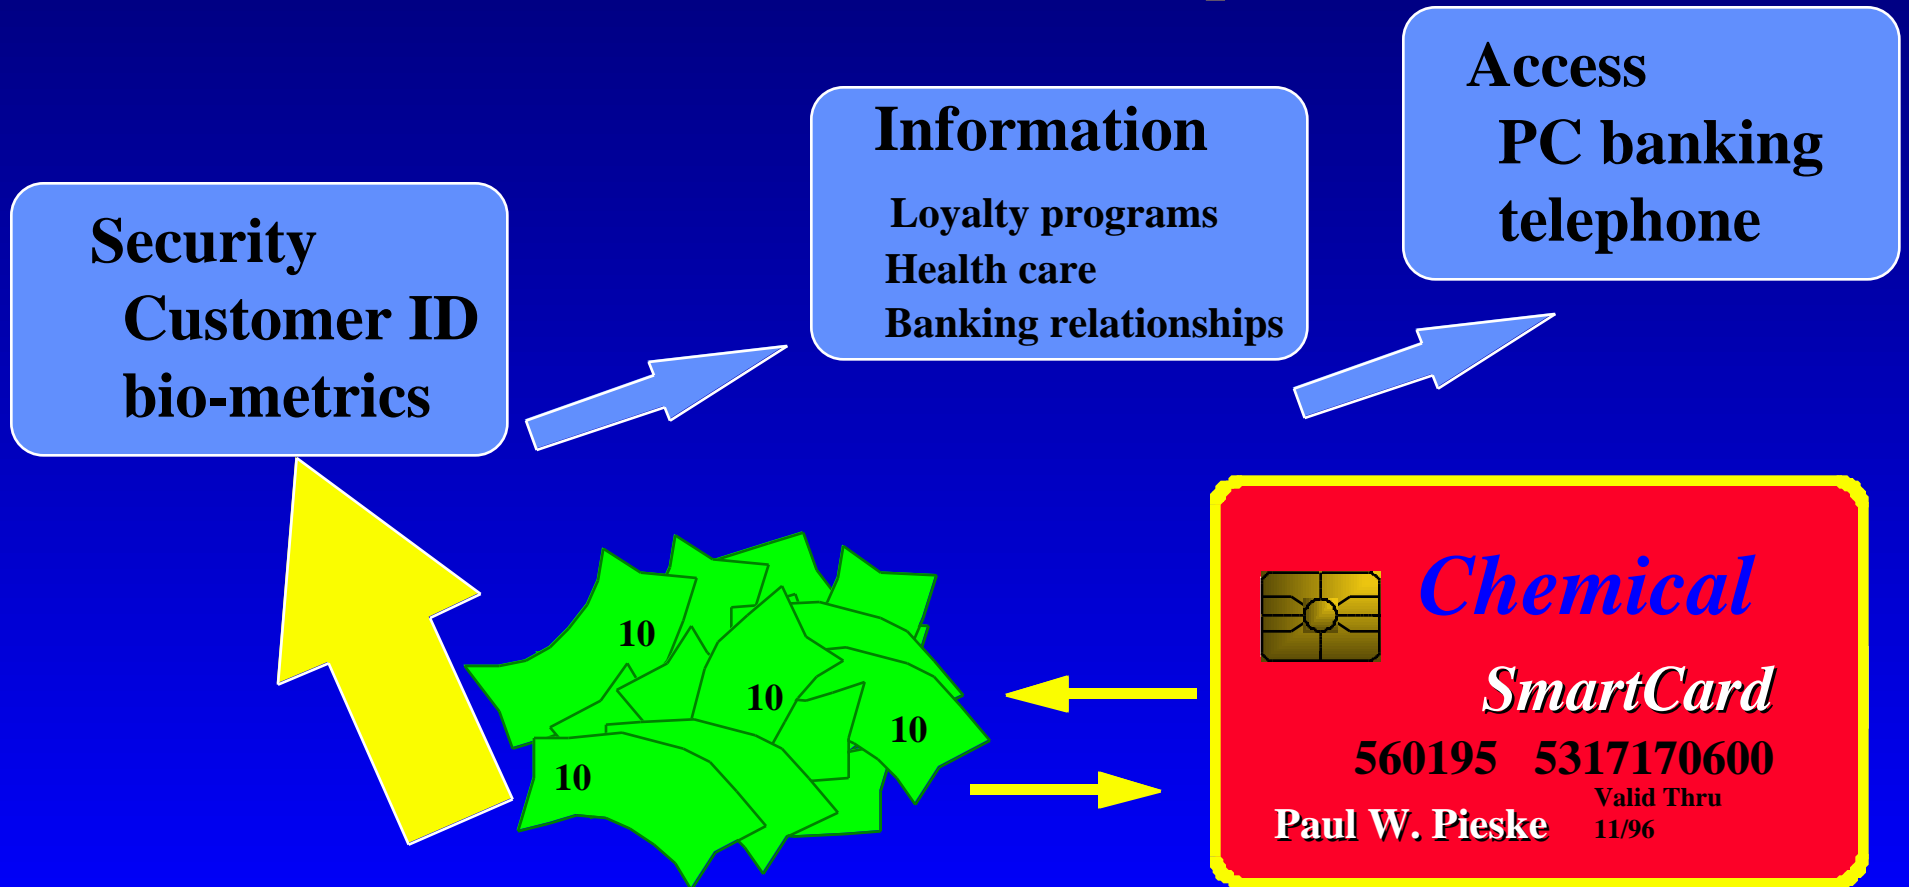 Security
Customer ID
bio-metrics
Information
Loyalty programs
Health care
Banking relationships
Access
PC banking
telephone
10
10
10
10
Chemical
SmartCard
560195 5317170600
Valid Thru
11/96
Paul W. Pieske